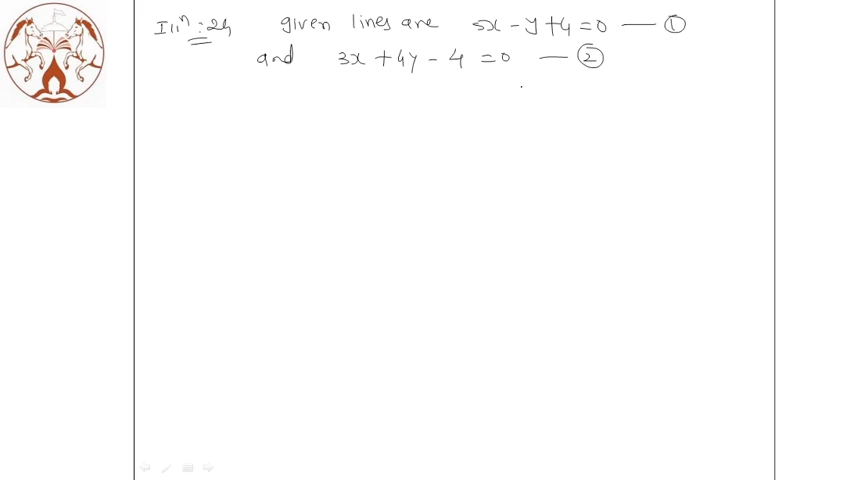 Illⁿ :- 24 given lines are 5x - y + 4 = 0 — ①
and 3x + 4y - 4 = 0 — ②